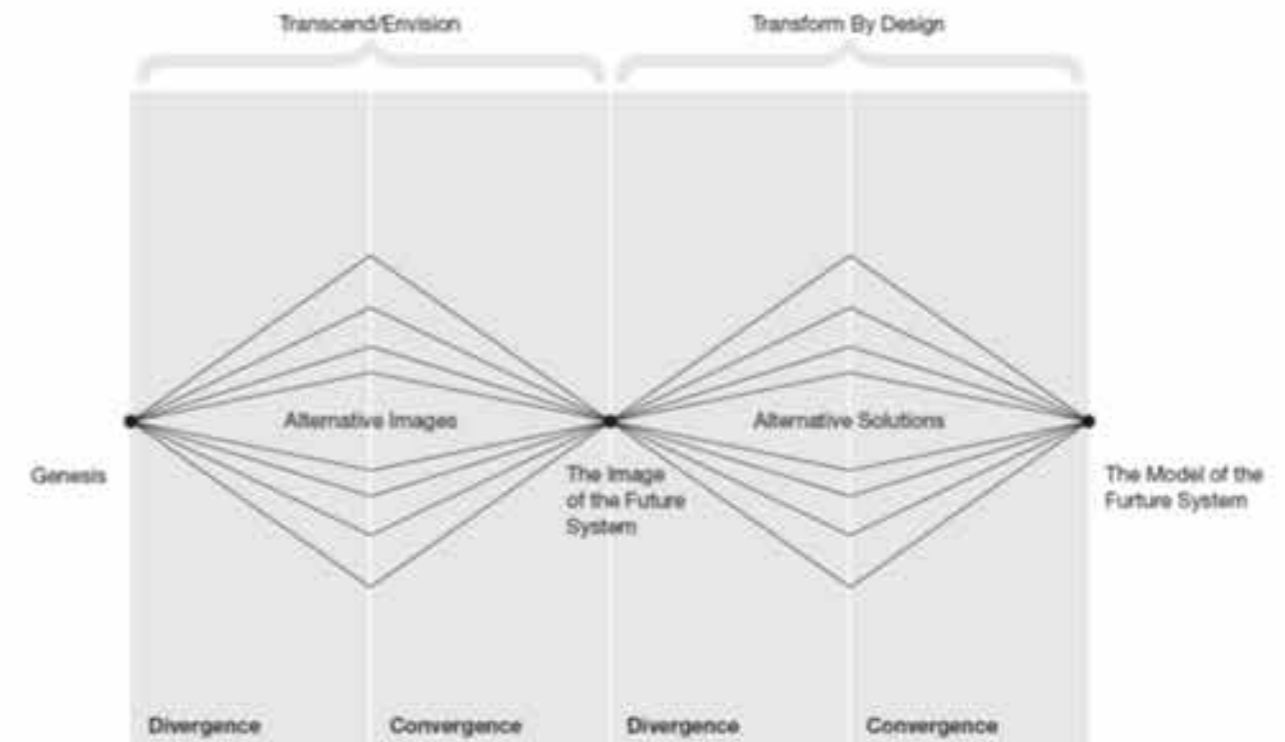 Transcend/Envision
Transform By Design
Alternative Images
Alternative Solutions
Genesis
The Image
of the Future
System
The Model of the
Furture System
Divergence
Convergence
Divergence
Convergence